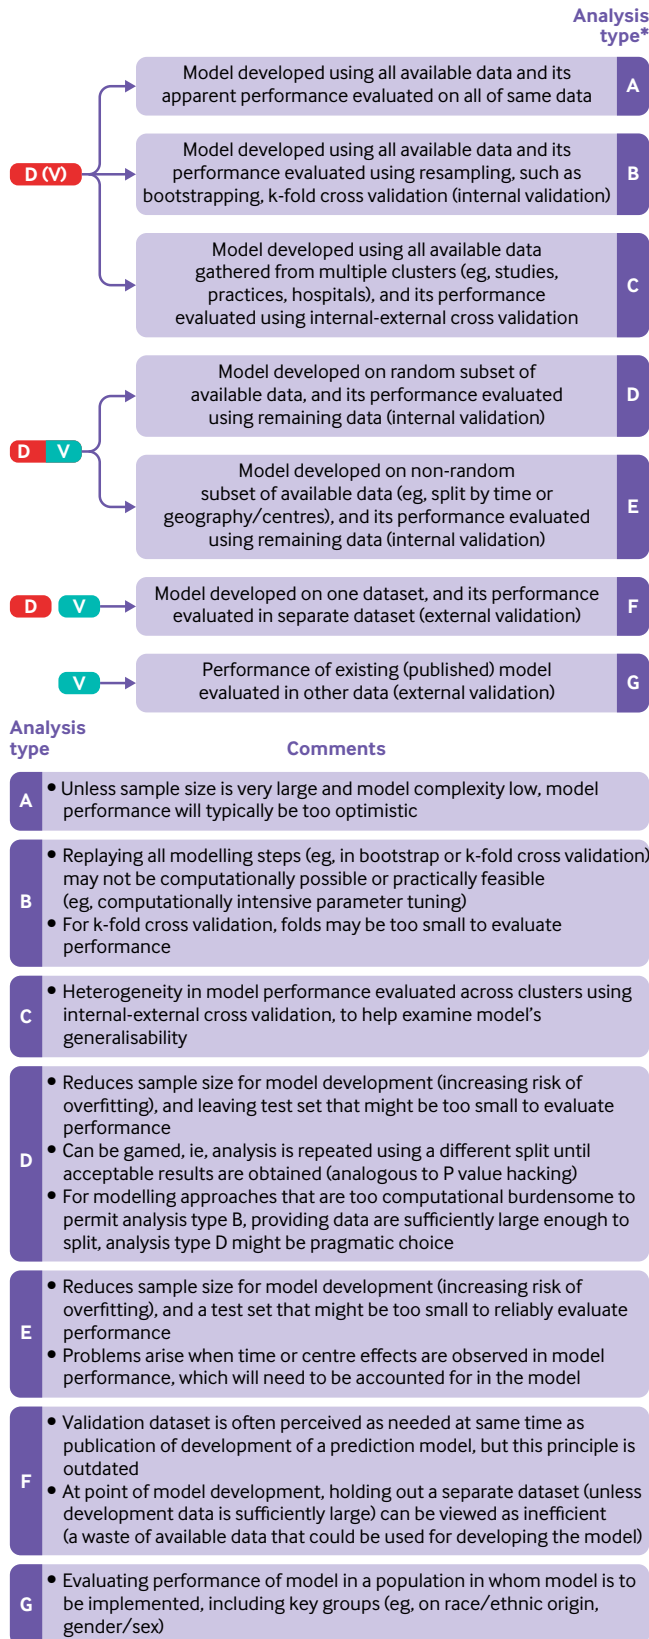 Analysis
type*
Model developed using all available data and its
apparent performance evaluated on all of same data
A
D (V)
Model developed using all available data and its
performance evaluated using resampling, such as
bootstrapping, k-fold cross validation (internal validation)
B
Model developed using all available data
gathered from multiple clusters (eg, studies,
practices, hospitals), and its performance
evaluated using internal-external cross validation
C
D V
Model developed on random subset of
available data, and its performance evaluated
using remaining data (internal validation)
D
Model developed on non-random
subset of available data (eg, split by time or
geography/centres), and its performance evaluated
using remaining data (internal validation)
E
D V
Model developed on one dataset, and its performance
evaluated in separate dataset (external validation)
F
V
Performance of existing (published) model
evaluated in other data (external validation)
G
Analysis
type
Comments
A
• Unless sample size is very large and model complexity low, model
performance will typically be too optimistic
B
• Replaying all modelling steps (eg, in bootstrap or k-fold cross validation)
may not be computationally possible or practically feasible
(eg, computationally intensive parameter tuning)
• For k-fold cross validation, folds may be too small to evaluate
performance
C
• Heterogeneity in model performance evaluated across clusters using
internal-external cross validation, to help examine model's
generalisability
D
• Reduces sample size for model development (increasing risk of
overfitting), and leaving test set that might be too small to evaluate
performance
• Can be gamed, ie, analysis is repeated using a different split until
acceptable results are obtained (analogous to P value hacking)
• For modelling approaches that are too computational burdensome to
permit analysis type B, providing data are sufficiently large enough to
split, analysis type D might be pragmatic choice
E
• Reduces sample size for model development (increasing risk of
overfitting), and a test set that might be too small to reliably evaluate
performance
• Problems arise when time or centre effects are observed in model
performance, which will need to be accounted for in the model
F
• Validation dataset is often perceived as needed at same time as
publication of development of a prediction model, but this principle is
outdated
• At point of model development, holding out a separate dataset (unless
development data is sufficiently large) can be viewed as inefficient
(a waste of available data that could be used for developing the model)
G
• Evaluating performance of model in a population in whom model is to
be implemented, including key groups (eg, on race/ethnic origin,
gender/sex)